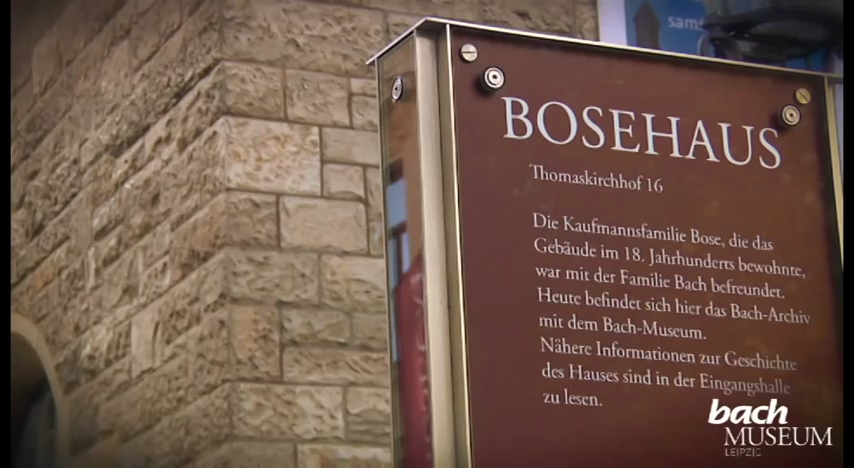 sam
BOSEHAUS
Thomaskirchhof 16
Die Kaufmannsfamilie Bose, die das
Gebäude im 18. Jahrhunderts bewohnte,
war mit der Familie Bach befreundet.
Heute befindet sich hier das Bach-Archiv
mit dem Bach-Museum.
Nähere Informationen zur Geschichte
des Hauses sind in der Eingangshalle
zu lesen.
bach
MUSEUM
LEIPZIG